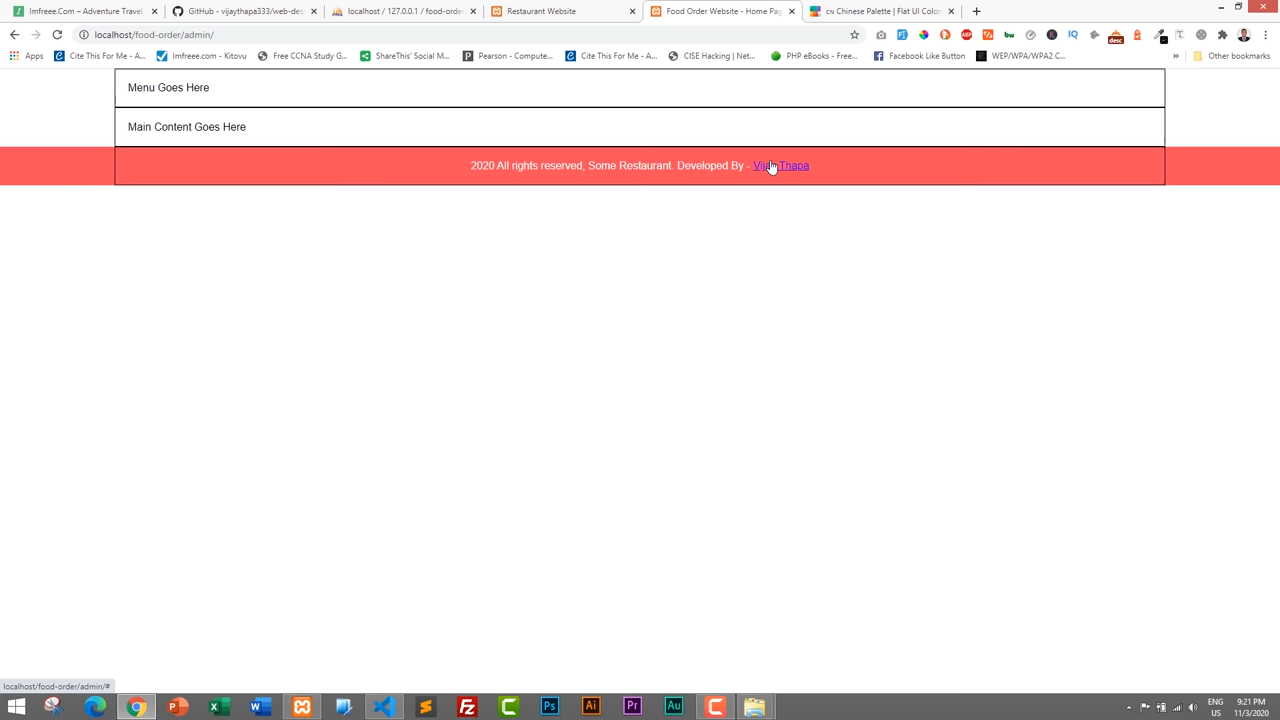 Imfreee.Com – Adventure Travel
GitHub - vijaythapa333/web-des
localhost / 127.0.0.1 / food-orde
Restaurant Website
Food Order Website - Home Pag
CN Chinese Palette | Flat UI Color
localhost/food-order/admin/
Apps
Cite This For Me - A...
Imfreee.com - Kitovu
Free CCNA Study G...
ShareThis' Social M...
Pearson - Compute...
Cite This For Me - A...
CISE Hacking | Net...
PHP eBooks - Free...
Facebook Like Button
WEP/WPA/WPA2 C...
»
Other bookmarks
Menu Goes Here
Main Content Goes Here
2020 All rights reserved, Some Restaurant. Developed By - Vijay Thapa
localhost/food-order/admin/#
ENG
US
9:21 PM
11/3/2020